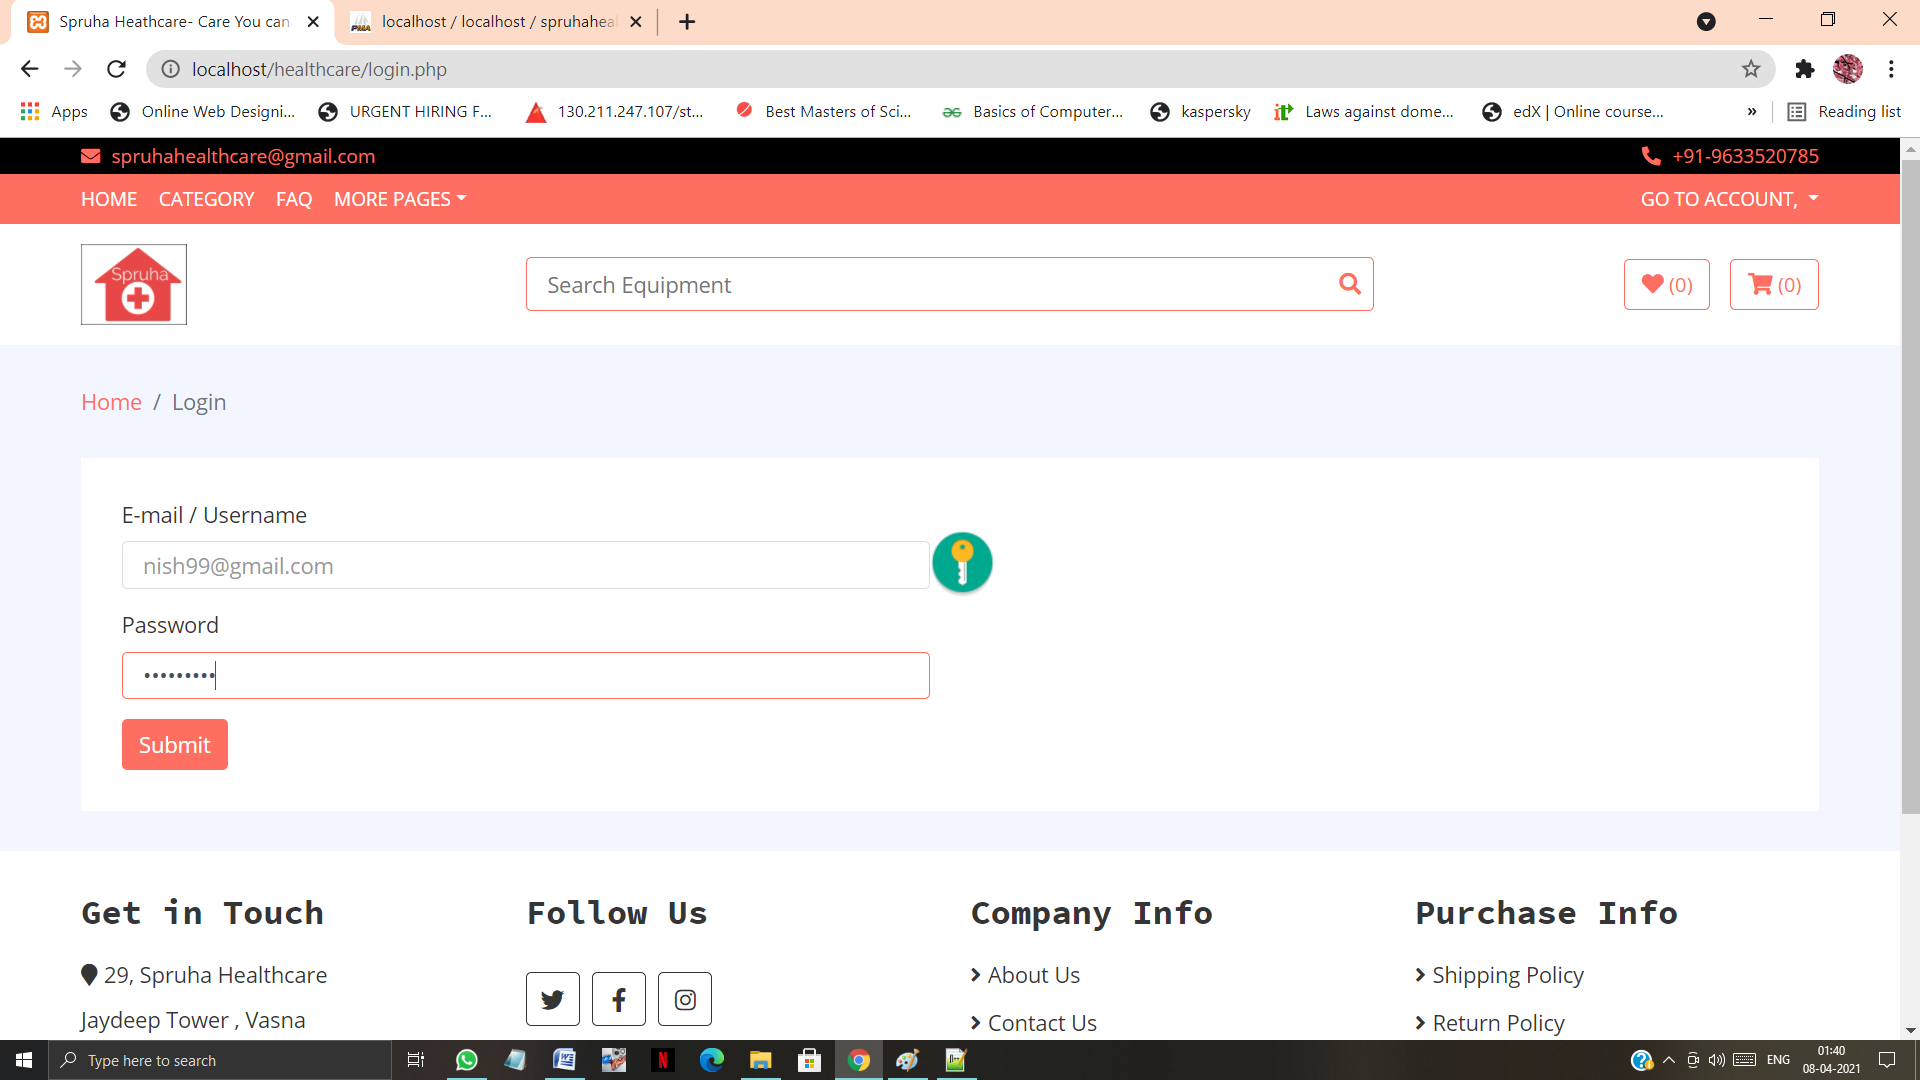 Spruha Heathcare- Care You can
localhost / localhost / spruhaheal
localhost/healthcare/login.php
Apps
Online Web Designi...
URGENT HIRING F...
130.211.247.107/st...
Best Masters of Sci...
Basics of Computer...
kaspersky
Laws against dome...
edX | Online course...
»
Reading list
spruhahealthcare@gmail.com
+91-9633520785
HOME CATEGORY FAQ MORE PAGES
GO TO ACCOUNT,
Spruha
Search Equipment
(0)
(0)
Home / Login
E-mail / Username
nish99@gmail.com
Password
•••••••••
Submit
Get in Touch
29, Spruha Healthcare
Jaydeep Tower , Vasna
Follow Us
Company Info
About Us
Contact Us
Purchase Info
Shipping Policy
Return Policy
Type here to search
ENG
01:40
08-04-2021